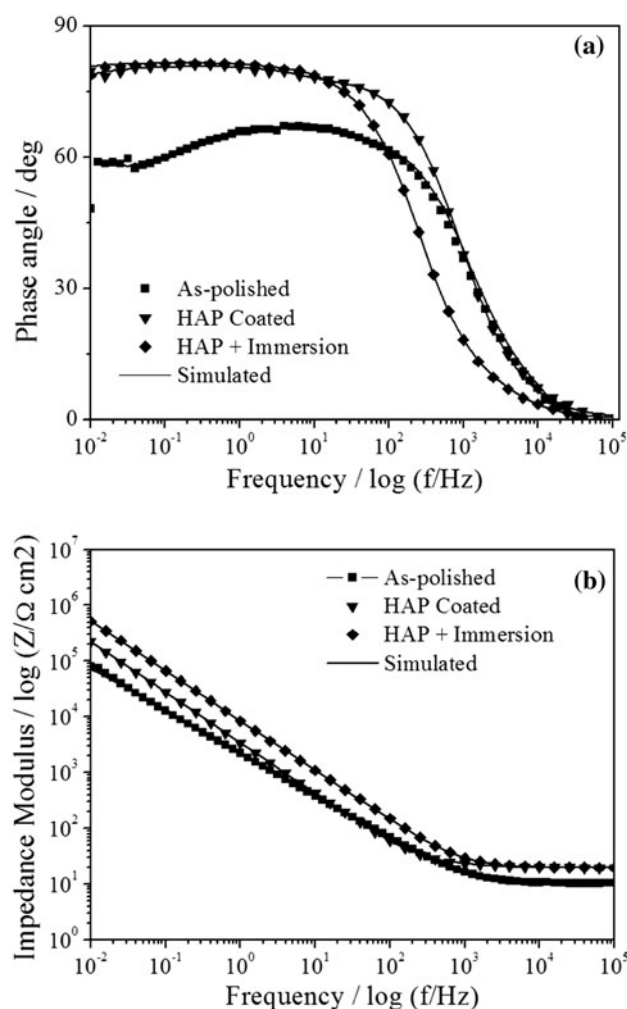 90
(a)
60
30
0
Phase angle / deg
As-polished
HAP Coated
HAP + Immersion
Simulated
10⁻² 10⁻¹ 10⁰ 10¹ 10² 10³ 10⁴ 10⁵
Frequency / log (f/Hz)
10⁷
10⁶
10⁵
10⁴
10³
10²
10¹
10⁰
Impedance Modulus / log (Z/Ω cm2)
(b)
As-polished
HAP Coated
HAP + Immersion
Simulated
10⁻² 10⁻¹ 10⁰ 10¹ 10² 10³ 10⁴ 10⁵
Frequency / log (f/Hz)